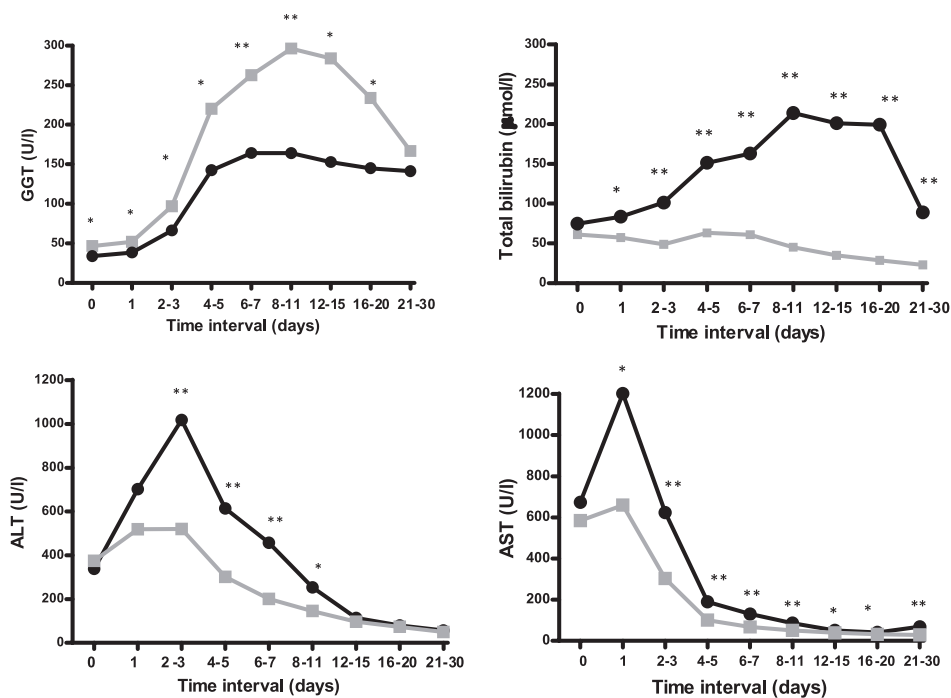 GGT (U/l)
300
250
200
150
100
50
0
* * * * ** ** * *
0 1 2-3 4-5 6-7 8-11 12-15 16-20 21-30
Time interval (days)
Total bilirubin (µmol/l)
300
250
200
150
100
50
0
* ** ** ** ** ** ** **
0 1 2-3 4-5 6-7 8-11 12-15 16-20 21-30
Time interval (days)
ALT (U/l)
1200
1000
800
600
400
200
0
** ** ** *
0 1 2-3 4-5 6-7 8-11 12-15 16-20 21-30
Time interval (days)
AST (U/l)
1200
1000
800
600
400
200
0
* ** ** ** ** * * **
0 1 2-3 4-5 6-7 8-11 12-15 16-20 21-30
Time interval (days)